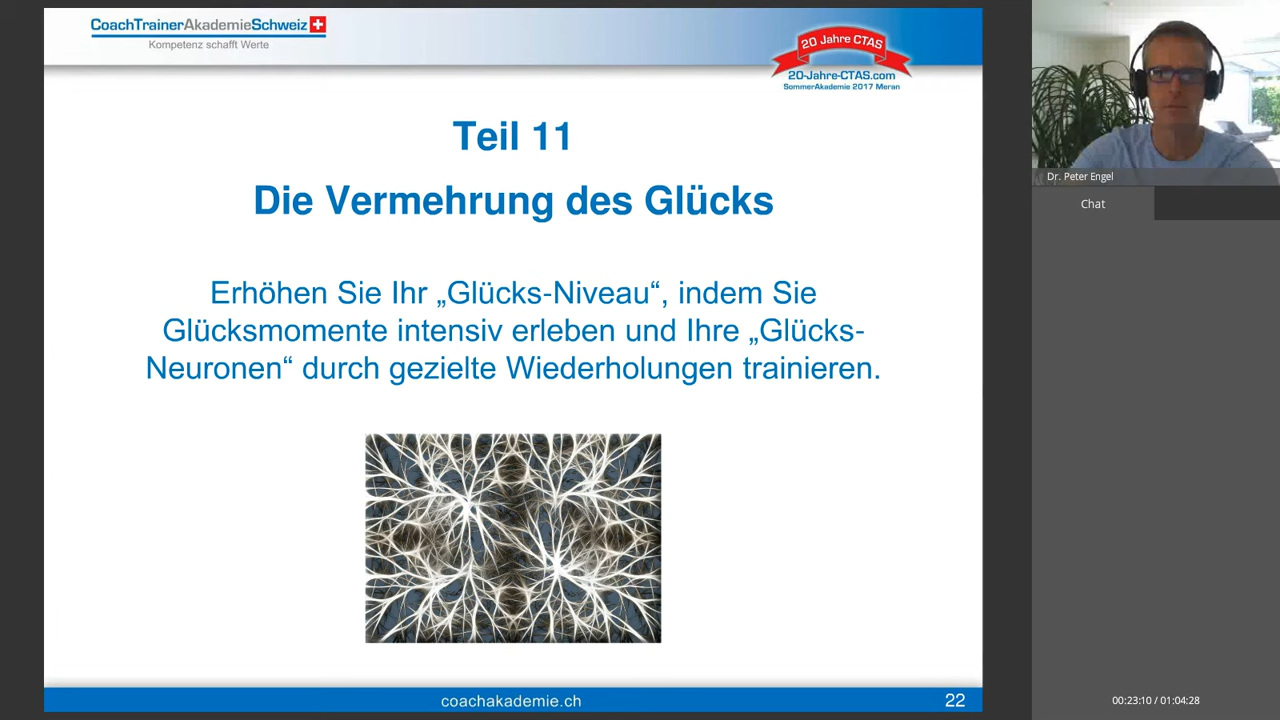 CoachTrainerAkademieSchweiz
Kompetenz schafft Werte
20 Jahre CTAS
20-Jahre-CTAS.com
SommerAkademie 2017 Meran
Teil 11
Die Vermehrung des Glücks
Erhöhen Sie Ihr „Glücks-Niveau“, indem Sie
Glücksmomente intensiv erleben und Ihre „Glücks-
Neuronen“ durch gezielte Wiederholungen trainieren.
coachakademie.ch
22
Dr. Peter Engel
Chat
00:23:10 / 01:04:28